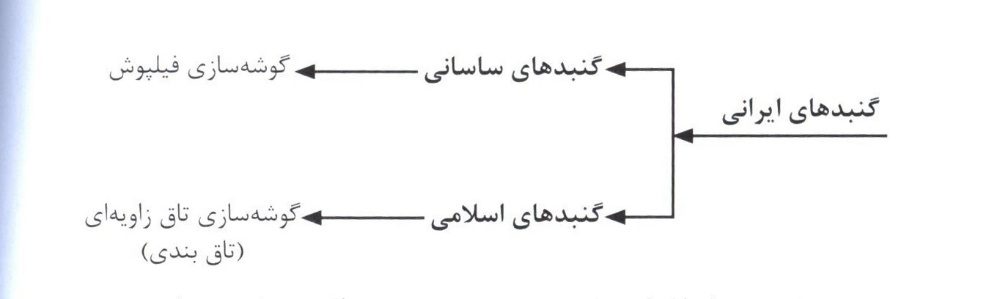 گنبدهای ایرانی
گنبدهای ساسانی
گوشه‌سازی فیلپوش
گنبدهای اسلامی
گوشه‌سازی تاق زاویه‌ای
(تاق بندی)